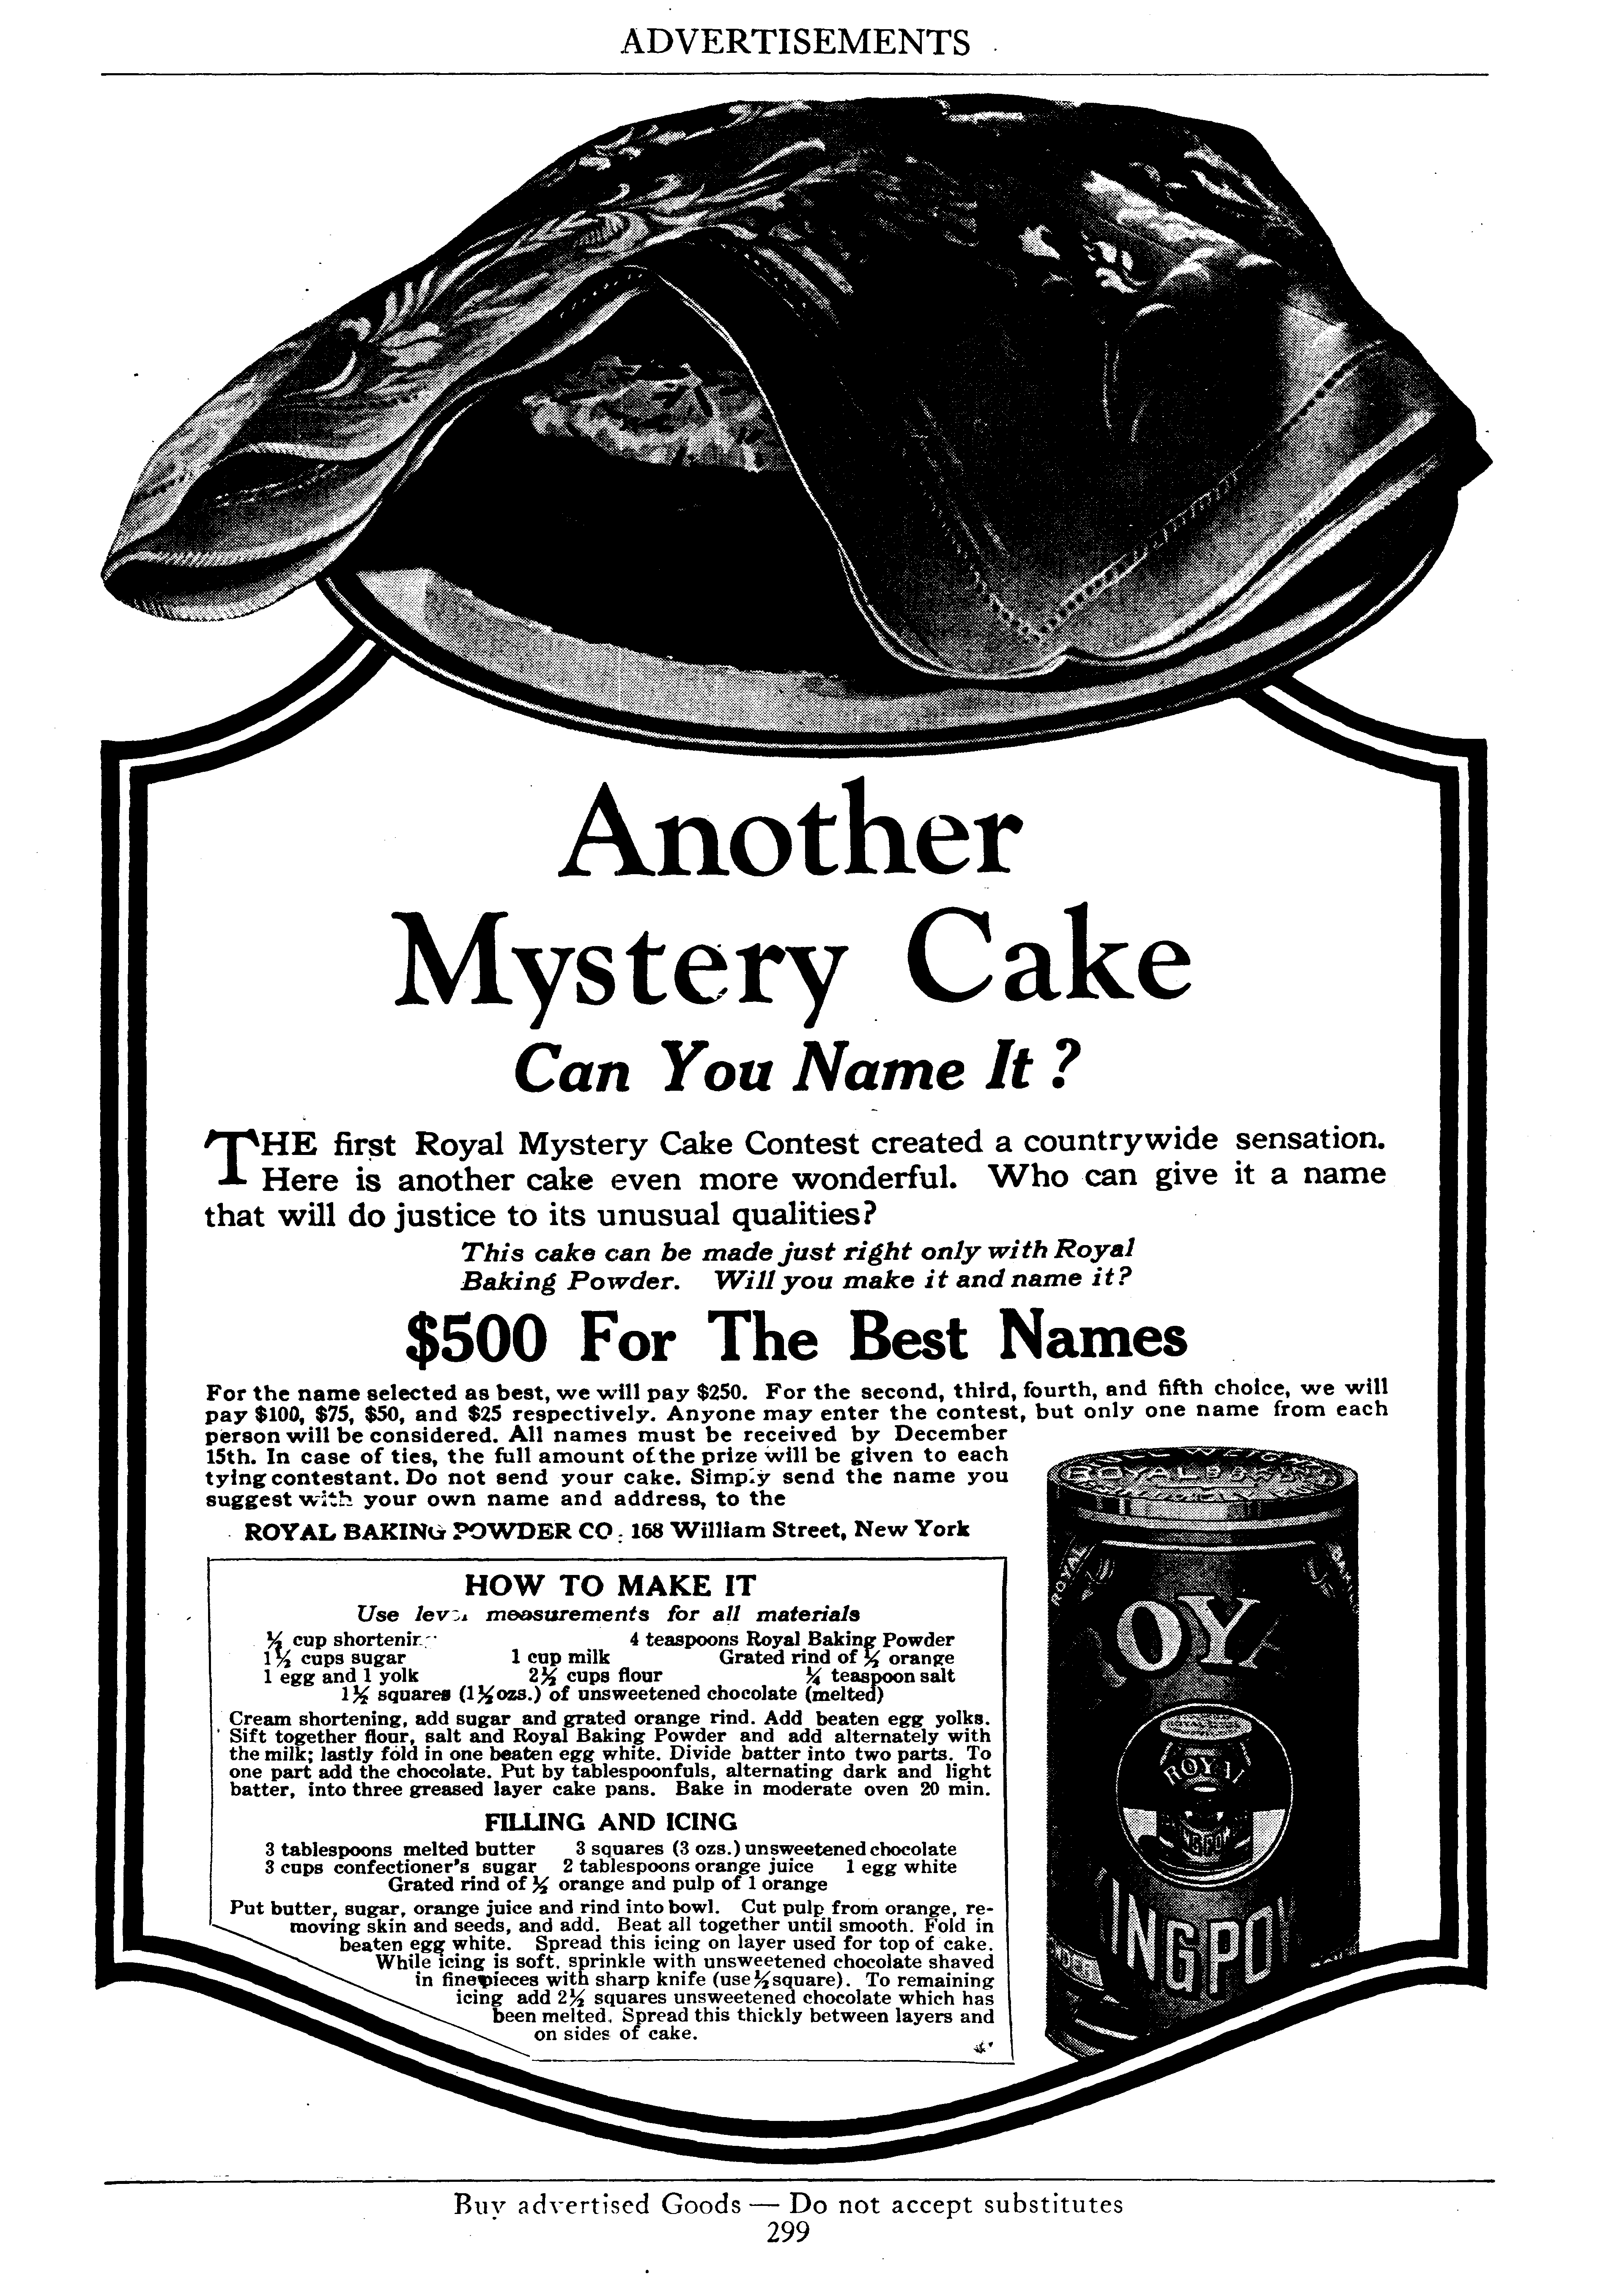 ADVERTISEMENTS
Another
Mystery Cake
Can You Name It?
THE first Royal Mystery Cake Contest created a countrywide sensation.
Here is another cake even more wonderful. Who can give it a name
that will do justice to its unusual qualities?
This cake can be made just right only with Royal
Baking Powder. Will you make it and name it?
$500 For The Best Names
For the name selected as best, we will pay $250. For the second, third, fourth, and fifth choice, we will
pay $100, $75, $50, and $25 respectively. Anyone may enter the contest, but only one name from each
person will be considered. All names must be received by December
15th. In case of ties, the full amount of the prize will be given to each
tying contestant. Do not send your cake. Simply send the name you
suggest with your own name and address, to the
ROYAL BAKING POWDER CO. 168 William Street, New York
HOW TO MAKE IT
Use level measurements for all materials
cup shortening 4 teaspoons Royal Baking Powder
1½ cups sugar 1 cup milk Grated rind of ½ orange
1 egg and 1 yolk 2½ cups flour ¼ teaspoon salt
1½ squares (1½ ozs.) of unsweetened chocolate (melted)
Cream shortening, add sugar and grated orange rind. Add beaten egg yolks.
Sift together flour, salt and Royal Baking Powder and add alternately with
the milk; lastly fold in one beaten egg white. Divide batter into two parts. To
one part add the chocolate. Put by tablespoonfuls, alternating dark and light
batter, into three greased layer cake pans. Bake in moderate oven 20 min.
FILLING AND ICING
3 tablespoons melted butter 3 squares (3 ozs.) unsweetened chocolate
3 cups confectioner's sugar 2 tablespoons orange juice 1 egg white
Grated rind of ½ orange and pulp of 1 orange
Put butter, sugar, orange juice and rind into bowl. Cut pulp from orange, re-
moving skin and seeds, and add. Beat all together until smooth. Fold in
beaten egg white. Spread this icing on layer used for top of cake.
While icing is soft, sprinkle with unsweetened chocolate shaved
in fine pieces with sharp knife (use ½ square). To remaining
icing add 2½ squares unsweetened chocolate which has
been melted. Spread this thickly between layers and
on sides of cake.
ROYAL
ROYAL
OYA
ROYAL
INGPO
Buy advertised Goods — Do not accept substitutes
299